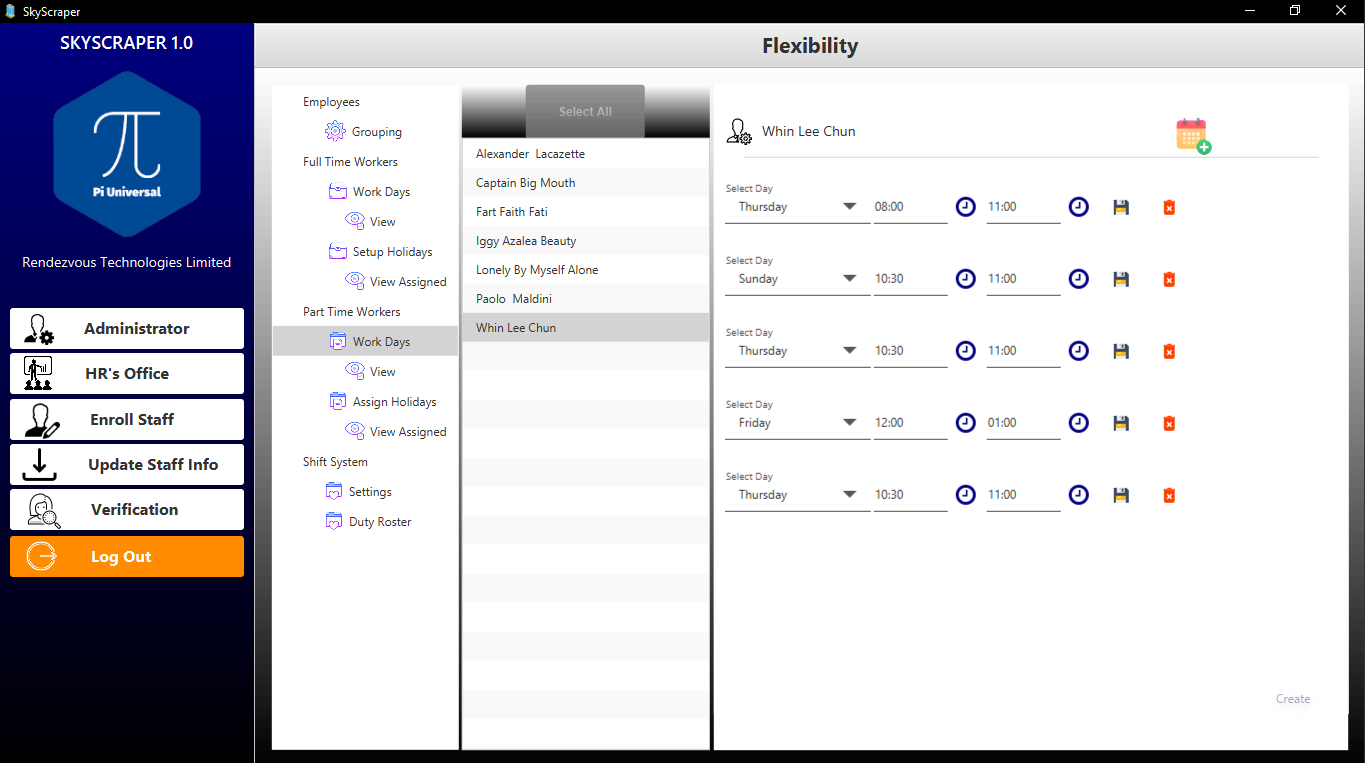 SkyScraper
SKYSCRAPER 1.0
π
Pi Universal
Rendezvous Technologies Limited
Administrator
HR's Office
Enroll Staff
Update Staff Info
Verification
Log Out
Flexibility
Employees
Grouping
Full Time Workers
Work Days
View
Setup Holidays
View Assigned
Part Time Workers
Work Days
View
Assign Holidays
View Assigned
Shift System
Settings
Duty Roster
Select All
Alexander  Lacazette
Captain Big Mouth
Fart Faith Fati
Iggy Azalea Beauty
Lonely By Myself Alone
Paolo  Maldini
Whin Lee Chun
Whin Lee Chun
Select Day
Thursday 08:00 11:00
Select Day
Sunday 10:30 11:00
Select Day
Thursday 10:30 11:00
Select Day
Friday 12:00 01:00
Select Day
Thursday 10:30 11:00
Create